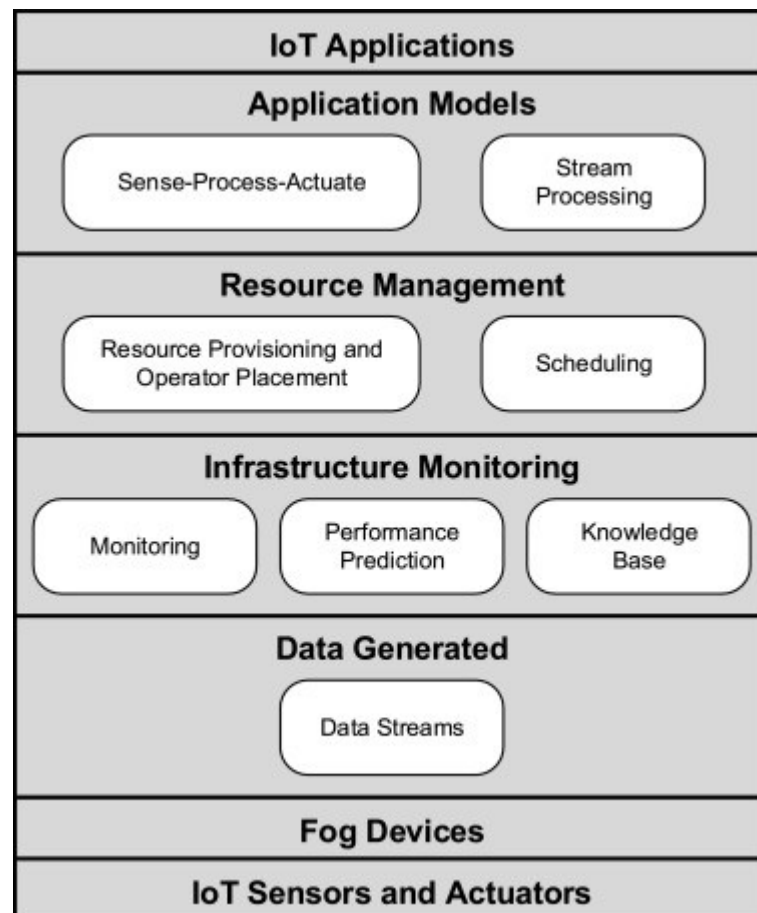 IoT Applications
Application Models
Sense-Process-Actuate
Stream
Processing
Resource Management
Resource Provisioning and
Operator Placement
Scheduling
Infrastructure Monitoring
Monitoring
Performance
Prediction
Knowledge
Base
Data Generated
Data Streams
Fog Devices
IoT Sensors and Actuators